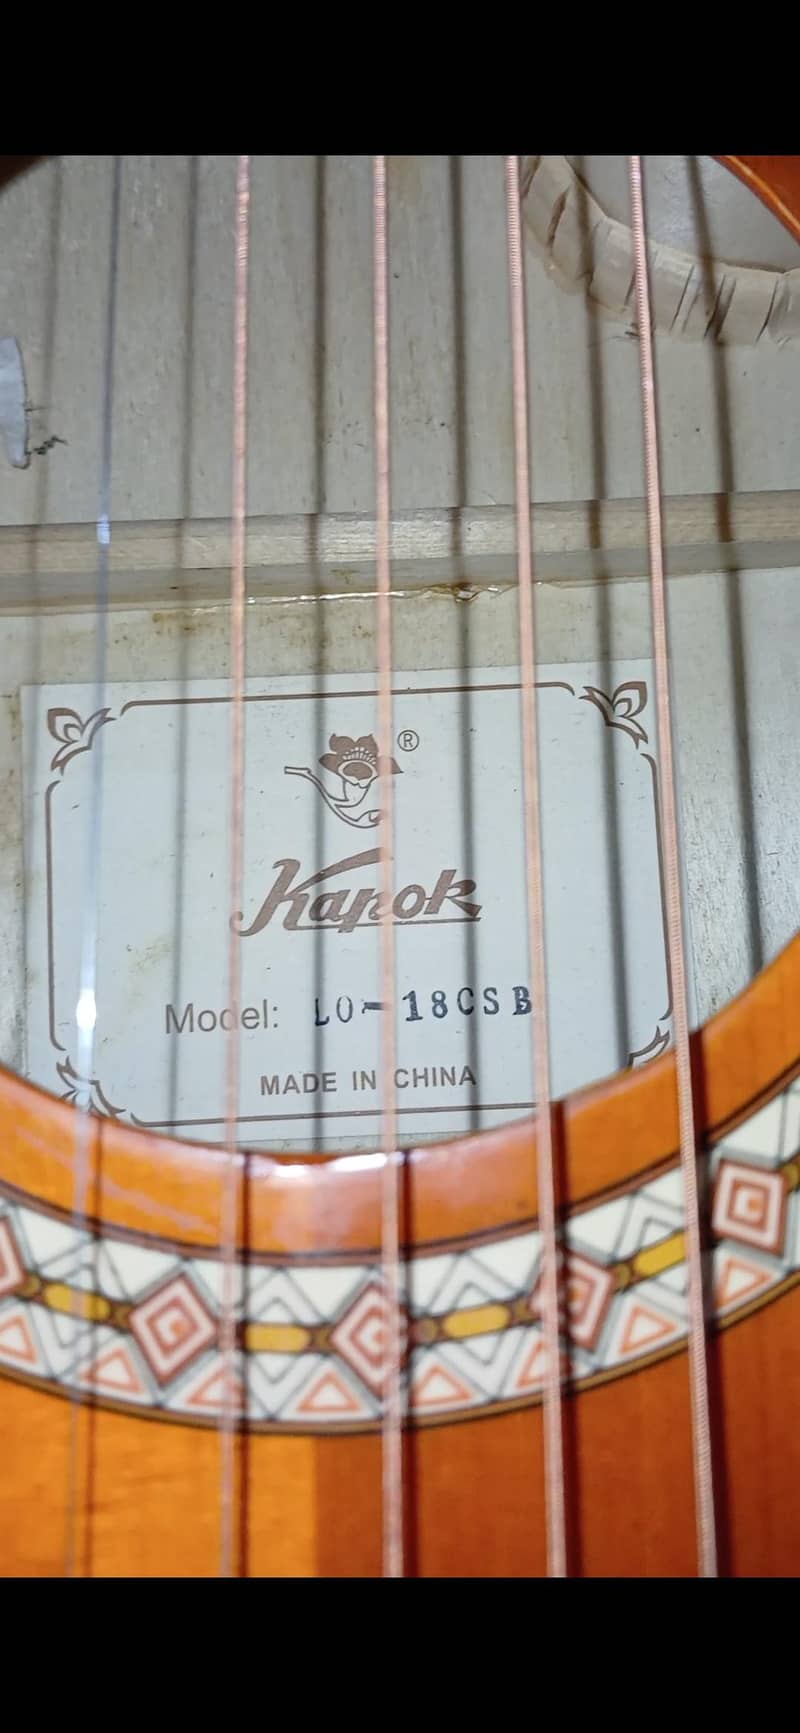 ®
Kapok
Model: LO-18CSB
MADE IN CHINA